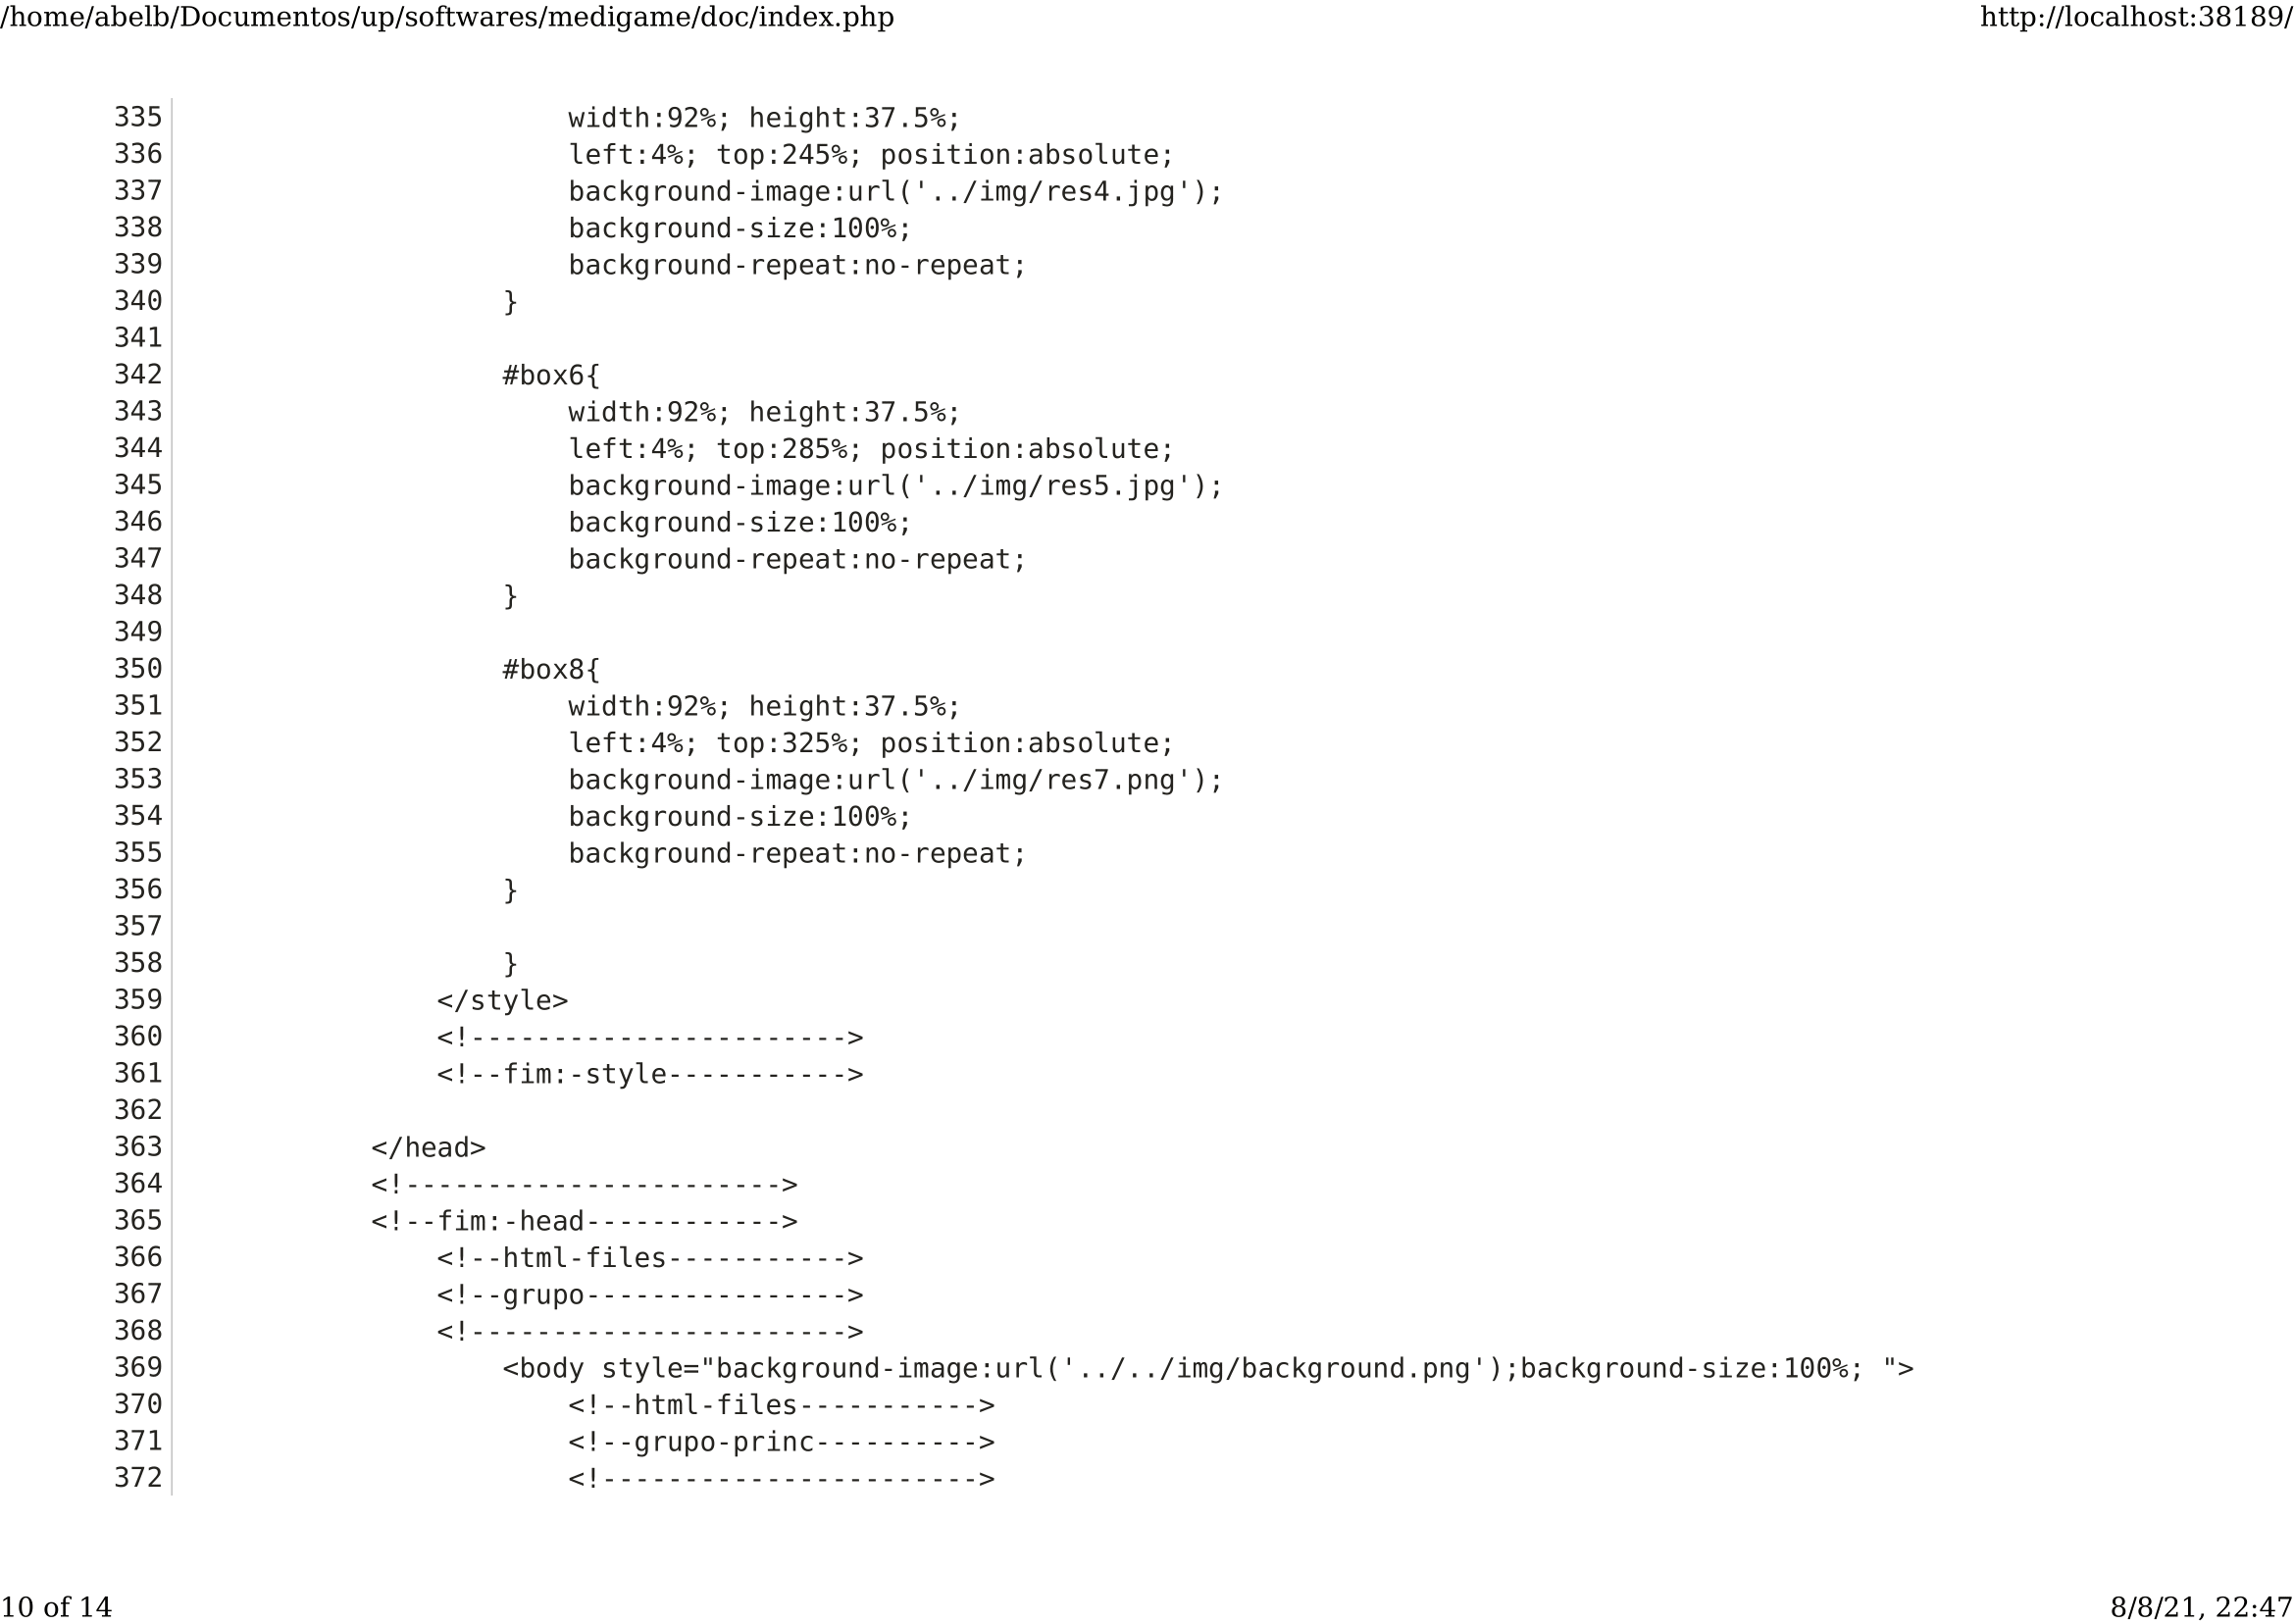 /home/abelb/Documentos/up/softwares/medigame/doc/index.php http://localhost:38189/
335 width:92%; height:37.5%;
336 left:4%; top:245%; position:absolute;
337 background-image:url('../img/res4.jpg');
338 background-size:100%;
339 background-repeat:no-repeat;
340 }
341
342 #box6{
343 width:92%; height:37.5%;
344 left:4%; top:285%; position:absolute;
345 background-image:url('../img/res5.jpg');
346 background-size:100%;
347 background-repeat:no-repeat;
348 }
349
350 #box8{
351 width:92%; height:37.5%;
352 left:4%; top:325%; position:absolute;
353 background-image:url('../img/res7.png');
354 background-size:100%;
355 background-repeat:no-repeat;
356 }
357
358 }
359 </style>
360 <!----------------------->
361 <!--fim:-style----------->
362
363 </head>
364 <!----------------------->
365 <!--fim:-head------------>
366 <!--html-files----------->
367 <!--grupo---------------->
368 <!----------------------->
369 <body style="background-image:url('../../img/background.png');background-size:100%; ">
370 <!--html-files----------->
371 <!--grupo-princ---------->
372 <!----------------------->
10 of 14 8/8/21, 22:47